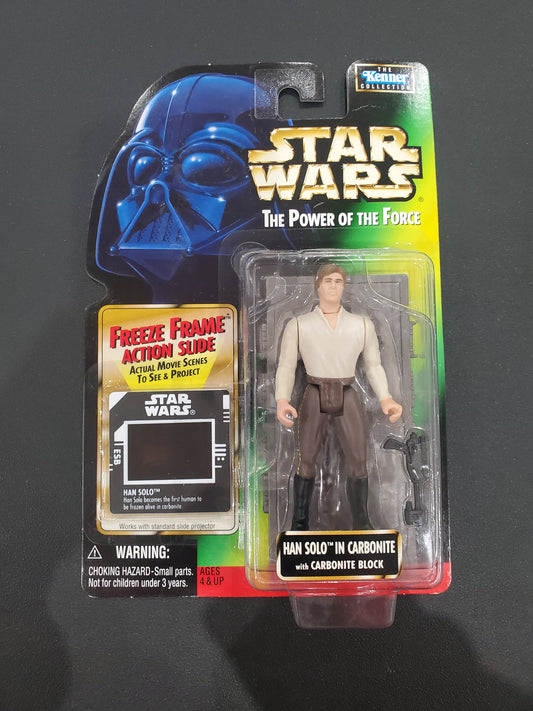 THE
Kenner
COLLECTION
STAR
WARS®
THE POWER OF THE FORCE
FREEZE FRAME™
ACTION SLIDE
ACTUAL MOVIE SCENES
TO SEE & PROJECT
STAR
WARS®
ESB
HAN SOLO™
Han Solo becomes the first human to
be frozen alive in carbonite.
Works with standard slide projector
HAN SOLO™ IN CARBONITE
with CARBONITE BLOCK
WARNING:
CHOKING HAZARD-Small parts.
Not for children under 3 years.
AGES
4 & UP